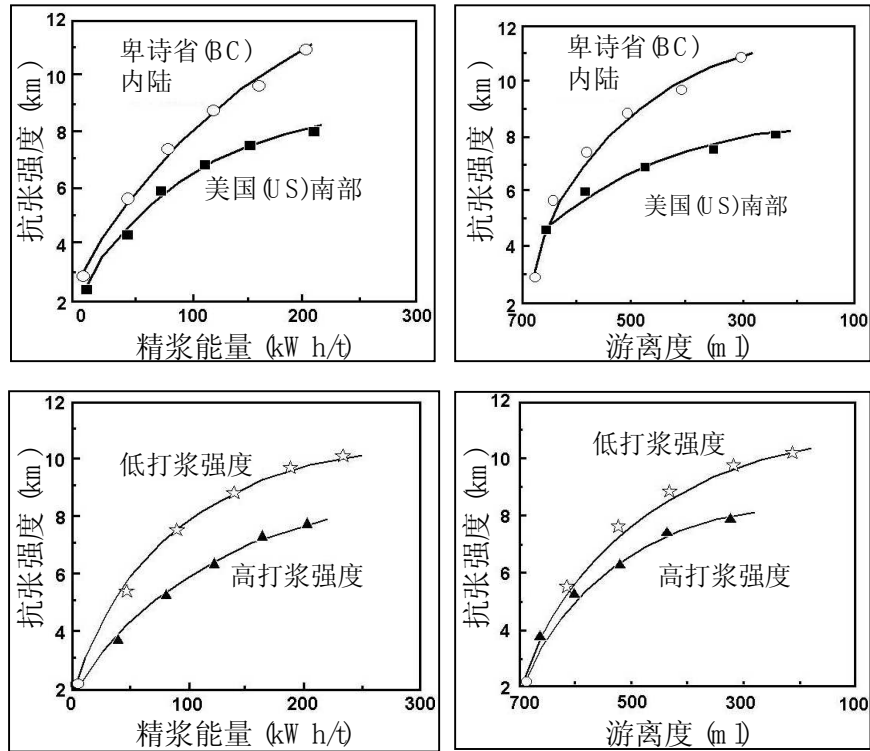 12
10
8
6
4
2
抗张强度 (km)
卑诗省(BC)
内陆
美国(US)南部
0 100 200 300
精浆能量 (kW h/t)
12
10
8
6
4
2
抗张强度 (km)
卑诗省(BC)
内陆
美国(US)南部
700 500 300 100
游离度 (ml)
12
10
8
6
4
2
抗张强度 (km)
低打浆强度
高打浆强度
0 100 200 300
精浆能量 (kW h/t)
12
10
8
6
4
2
抗张强度 (km)
低打浆强度
高打浆强度
700 500 300 100
游离度 (ml)